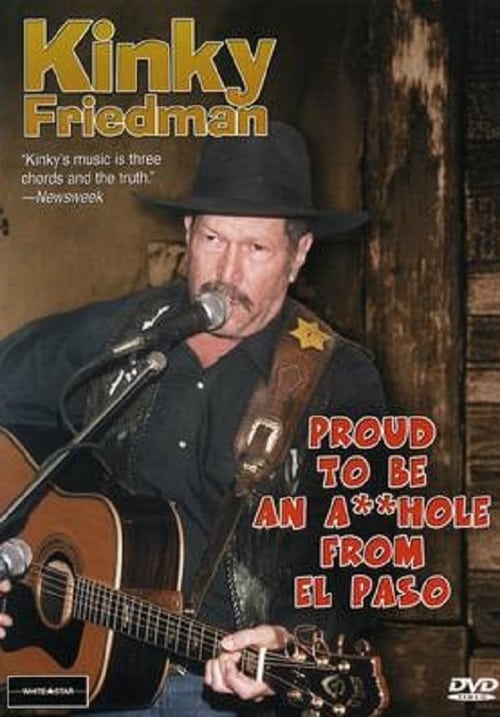 Kinky
Friedman
"Kinky's music is three
chords and the truth."
—Newsweek
PROUD
TO BE
AN A**HOLE
FROM
EL PASO
WHITE★STAR
DVD
VIDEO